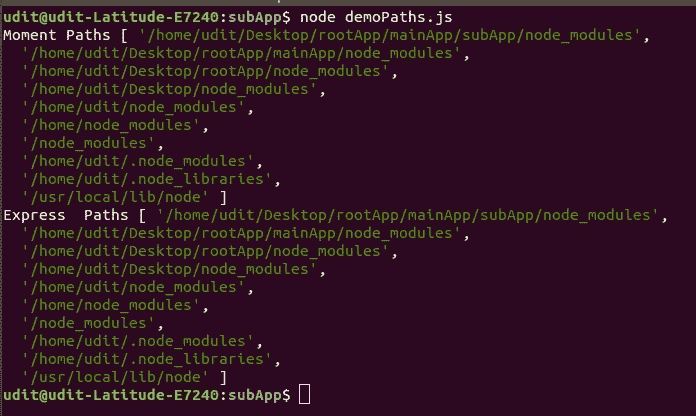 udit@udit-Latitude-E7240:subApp$ node demoPaths.js
Moment Paths [ '/home/udit/Desktop/rootApp/mainApp/subApp/node_modules',
  '/home/udit/Desktop/rootApp/mainApp/node_modules',
  '/home/udit/Desktop/rootApp/node_modules',
  '/home/udit/Desktop/node_modules',
  '/home/udit/node_modules',
  '/home/node_modules',
  '/node_modules',
  '/home/udit/.node_modules',
  '/home/udit/.node_libraries',
  '/usr/local/lib/node' ]
Express  Paths [ '/home/udit/Desktop/rootApp/mainApp/subApp/node_modules',
  '/home/udit/Desktop/rootApp/mainApp/node_modules',
  '/home/udit/Desktop/rootApp/node_modules',
  '/home/udit/Desktop/node_modules',
  '/home/udit/node_modules',
  '/home/node_modules',
  '/node_modules',
  '/home/udit/.node_modules',
  '/home/udit/.node_libraries',
  '/usr/local/lib/node' ]
udit@udit-Latitude-E7240:subApp$